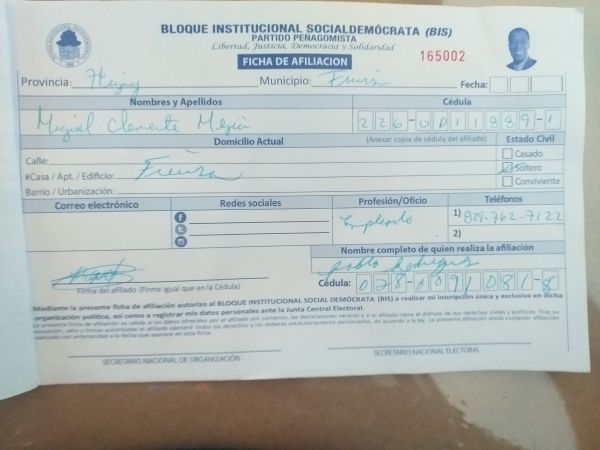 BLOQUE INSTITUCIONAL SOCIALDEMÓCRATA (BIS)
PARTIDO PEÑAGOMISTA
Libertad, Justicia, Democracia y Solidaridad
FICHA DE AFILIACION
165002
Provincia:
Municipio:
Fecha:
Nombres y Apellidos
Cédula
Miguel Clemente
Domicilio Actual
(Anexar copia de cédula del afiliado)
Estado Civil
Calle:
Casado
#Casa / Apt. / Edificio:
Soltero
Barrio / Urbanización:
Conviviente
Correo electrónico
Redes sociales
Profesión/Oficio
Teléfonos
Empleado
1) 829-762-7122
2)
Nombre completo de quien realiza la afiliación
Pablo Rodriguez
Cédula: 028-0091081-8
Firma del afiliado (Firme igual que en la Cédula)
Mediante la presente ficha de afiliación autorizo al BLOQUE INSTITUCIONAL SOCIAL DEMÓCRATA (BIS) a realizar mi inscripción única y exclusiva en dicha
organización política, así como a registrar mis datos personales ante la Junta Central Electoral.
SECRETARIO NACIONAL DE ORGANIZACIÓN
SECRETARIO NACIONAL ELECTORAL